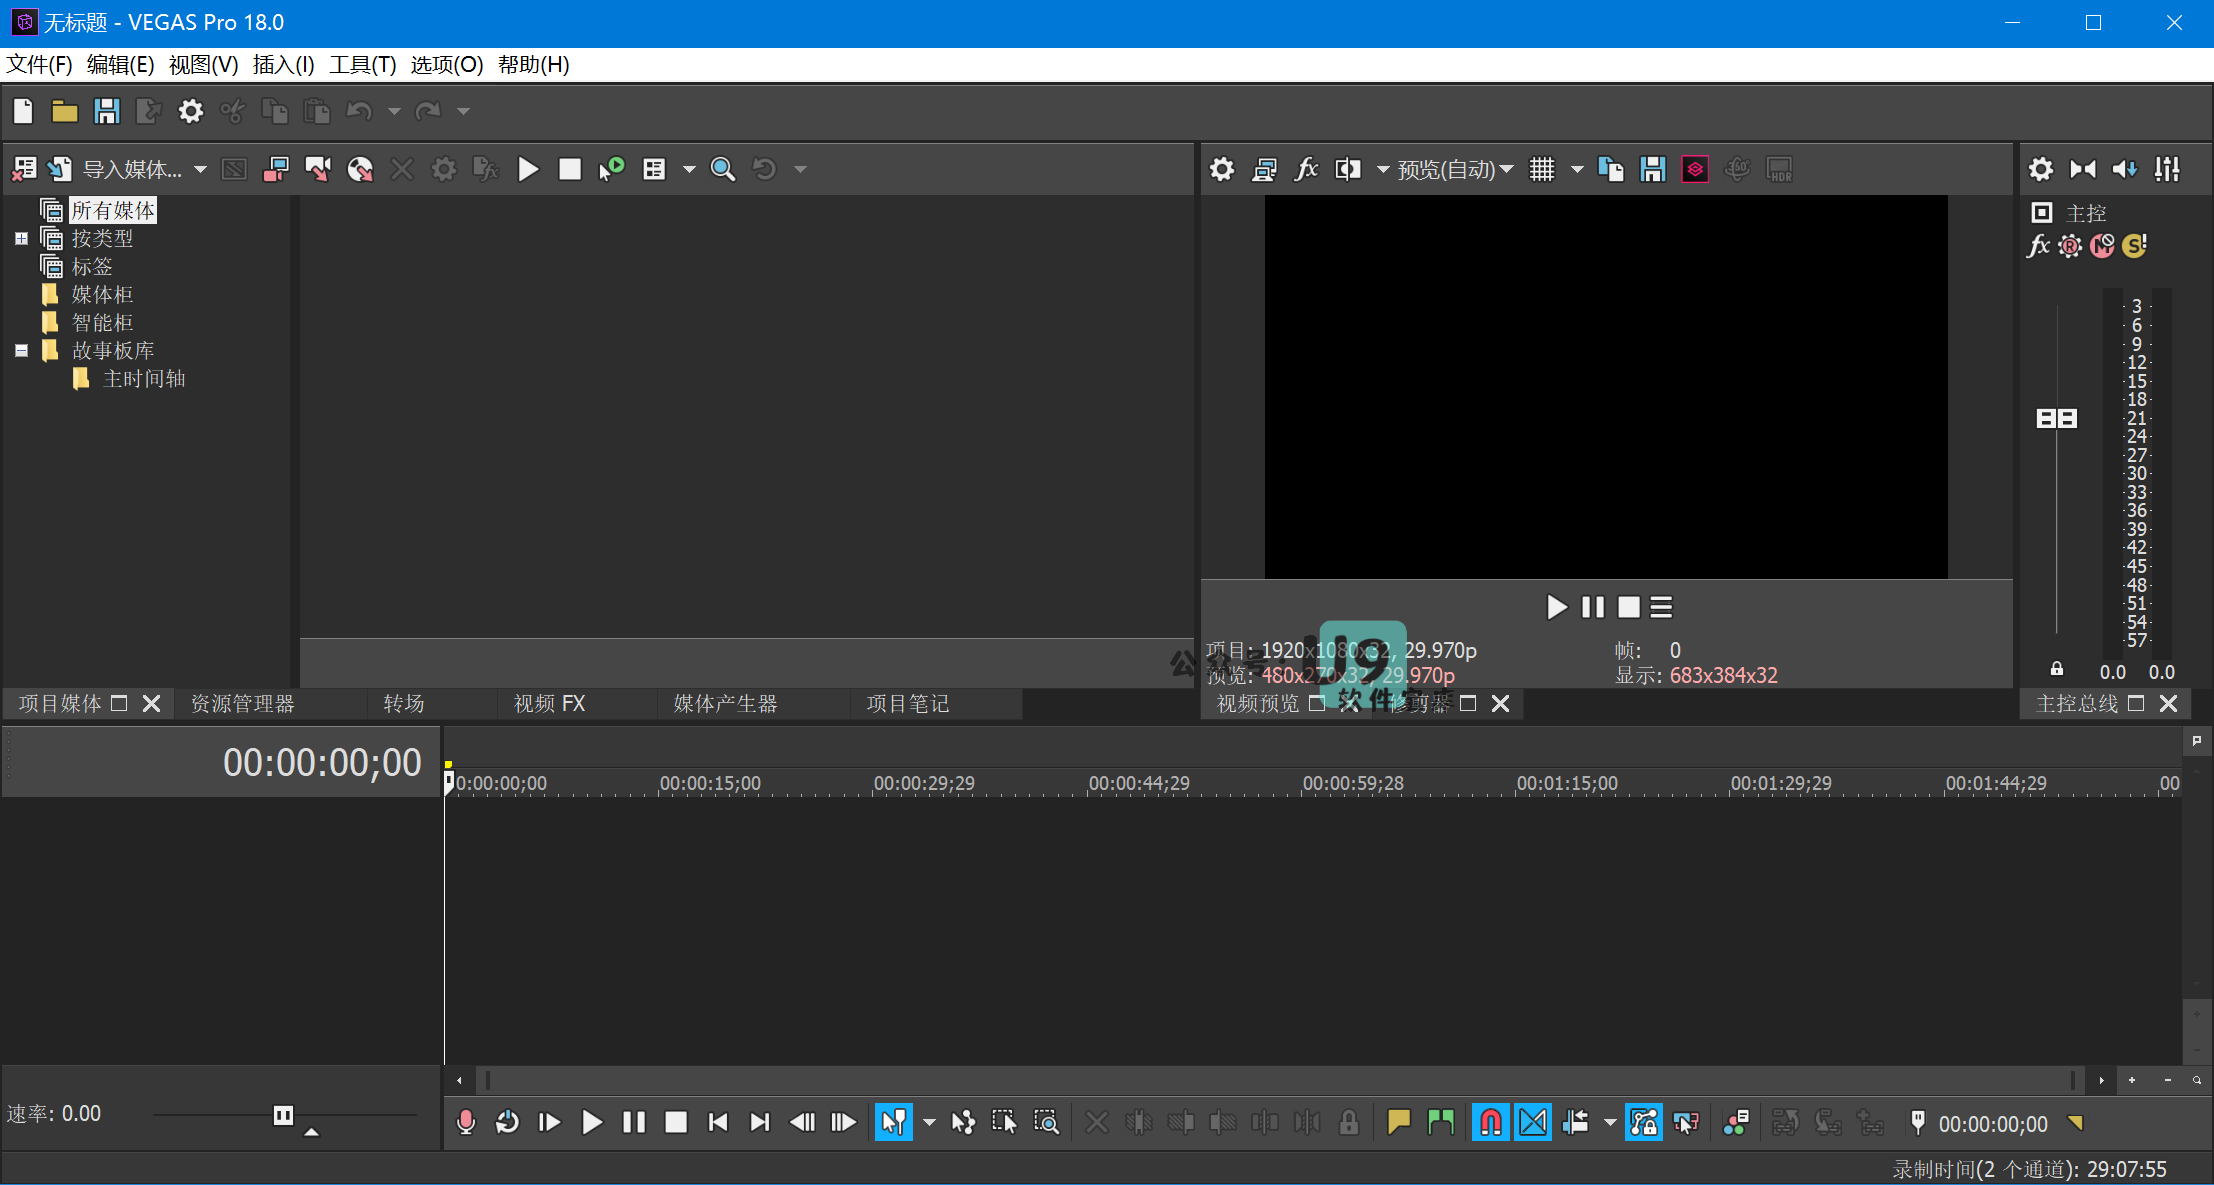 无标题 - VEGAS Pro 18.0
文件(F) 编辑(E) 视图(V) 插入(I) 工具(T) 选项(O) 帮助(H)
导入媒体...
所有媒体
按类型
标签
媒体柜
智能柜
故事板库
主时间轴
项目媒体 资源管理器 转场 视频 FX 媒体产生器 项目笔记
预览(自动)
360
HDR
项目: 1920x1080x32, 29.970p 帧: 0
预览: 480x270x32, 29.970p 显示: 683x384x32
公众号·U9
软件宝库
视频预览 修剪器
主控
fx R M S!
3
6
9
12
15
18
21
24
27
30
33
36
39
42
45
48
51
54
57
0.0 0.0
主控总线
00:00:00;00
0:00:00;00 00:00:15;00 00:00:29;29 00:00:44;29 00:00:59;28 00:01:15;00 00:01:29;29 00:01:44;29 00
速率: 0.00
00:00:00;00
录制时间(2 个通道): 29:07:55